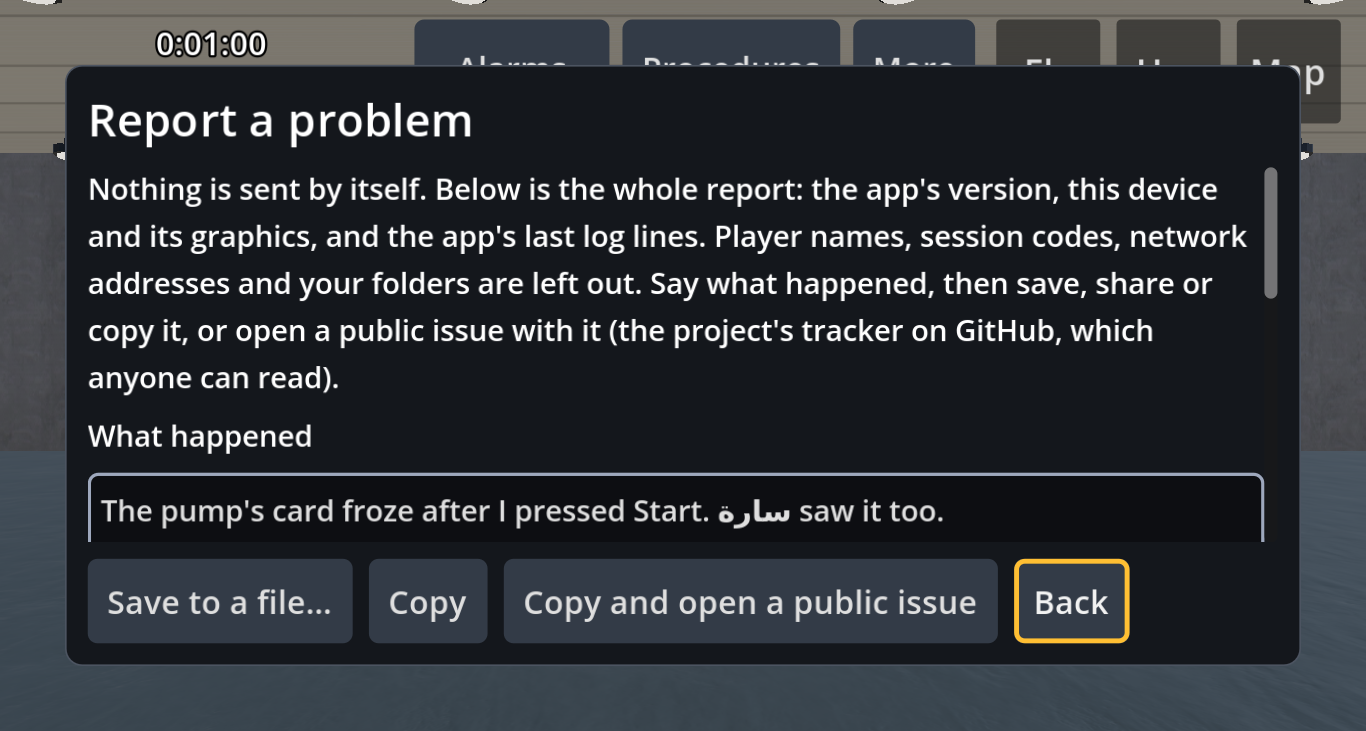 0:01:00
Report a problem
Nothing is sent by itself. Below is the whole report: the app's version, this device
and its graphics, and the app's last log lines. Player names, session codes, network
addresses and your folders are left out. Say what happened, then save, share or
copy it, or open a public issue with it (the project's tracker on GitHub, which
anyone can read).
What happened
The pump's card froze after I pressed Start. سارة saw it too.
Save to a file... Copy Copy and open a public issue Back